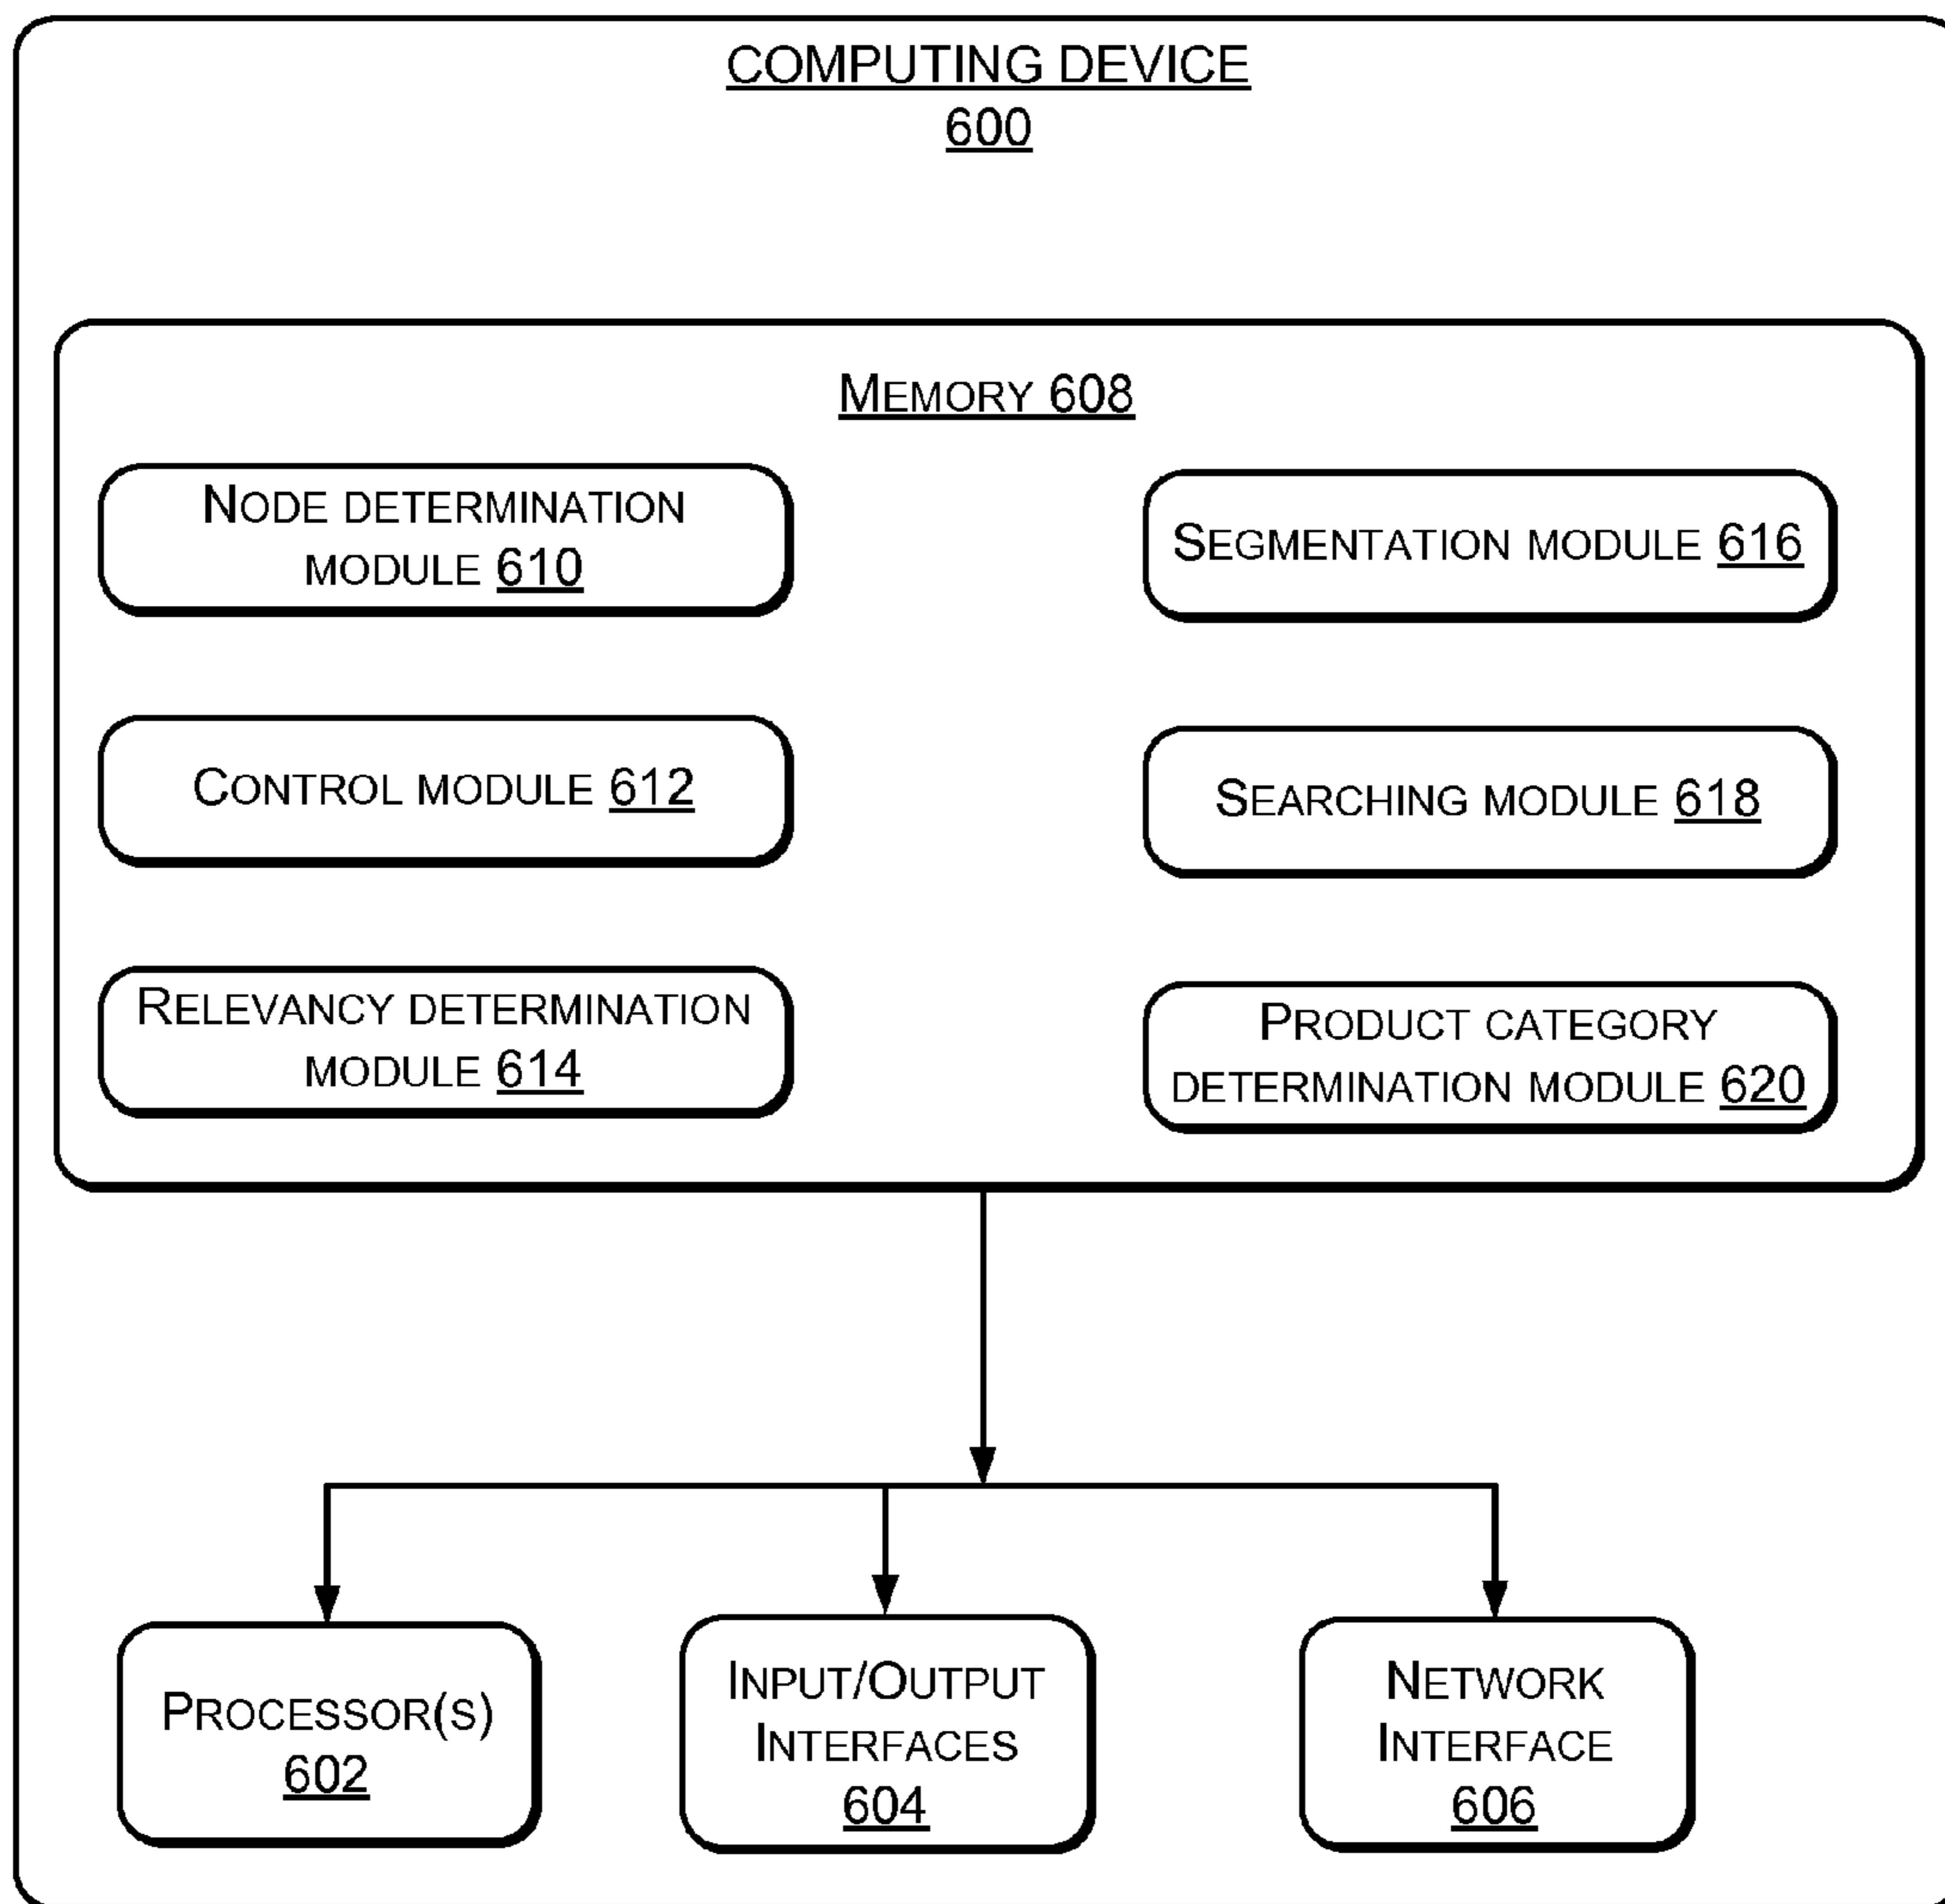 COMPUTING DEVICE
600
MEMORY 608
NODE DETERMINATION
MODULE 610
CONTROL MODULE 612
RELEVANCY DETERMINATION
MODULE 614
SEGMENTATION MODULE 616
SEARCHING MODULE 618
PRODUCT CATEGORY
DETERMINATION MODULE 620
PROCESSOR(S)
602
INPUT/OUTPUT
INTERFACES
604
NETWORK
INTERFACE
606